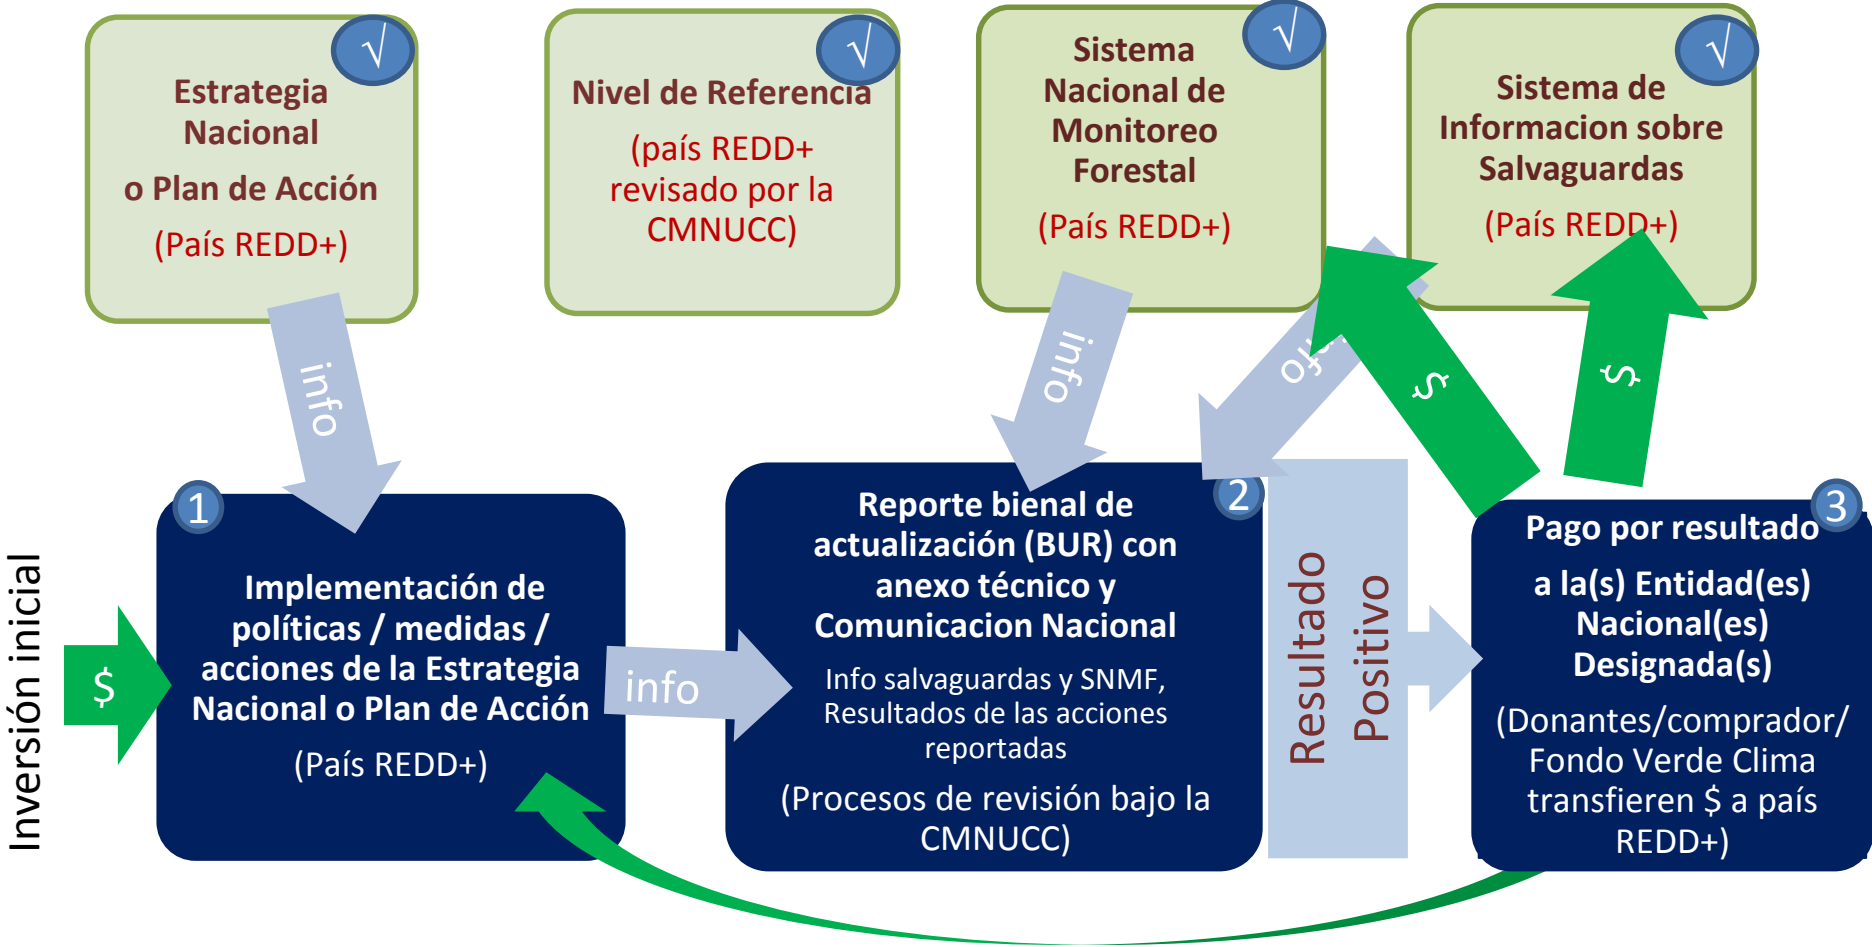 √
Estrategia
Nacional
o Plan de Acción
(País REDD+)
√
Nivel de Referencia
(país REDD+
revisado por la
CMNUCC)
√
Sistema
Nacional de
Monitoreo
Forestal
(País REDD+)
√
Sistema de
Informacion sobre
Salvaguardas
(País REDD+)
info
info
info
$
$
Inversión inicial
$
1
Implementación de
políticas / medidas /
acciones de la Estrategia
Nacional o Plan de Acción
(País REDD+)
info
2
Reporte bienal de
actualización (BUR) con
anexo técnico y
Comunicacion Nacional
Info salvaguardas y SNMF,
Resultados de las acciones
reportadas
(Procesos de revisión bajo la
CMNUCC)
Resultado
Positivo
3
Pago por resultado
a la(s) Entidad(es)
Nacional(es)
Designada(s)
(Donantes/comprador/
Fondo Verde Clima
transfieren $ a país
REDD+)